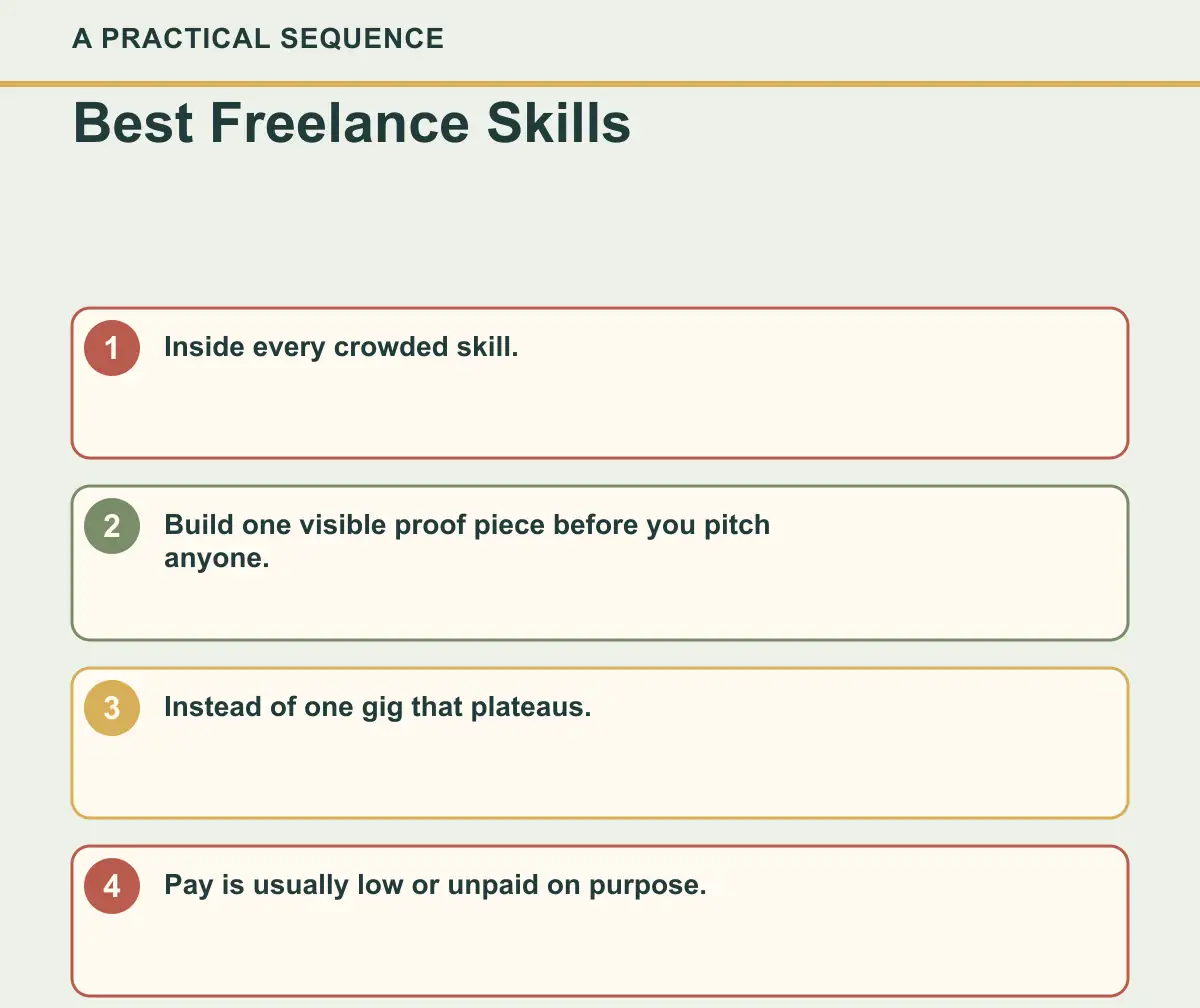 A PRACTICAL SEQUENCE
Best Freelance Skills
1
Inside every crowded skill.
2
Build one visible proof piece before you pitch
anyone.
3
Instead of one gig that plateaus.
4
Pay is usually low or unpaid on purpose.